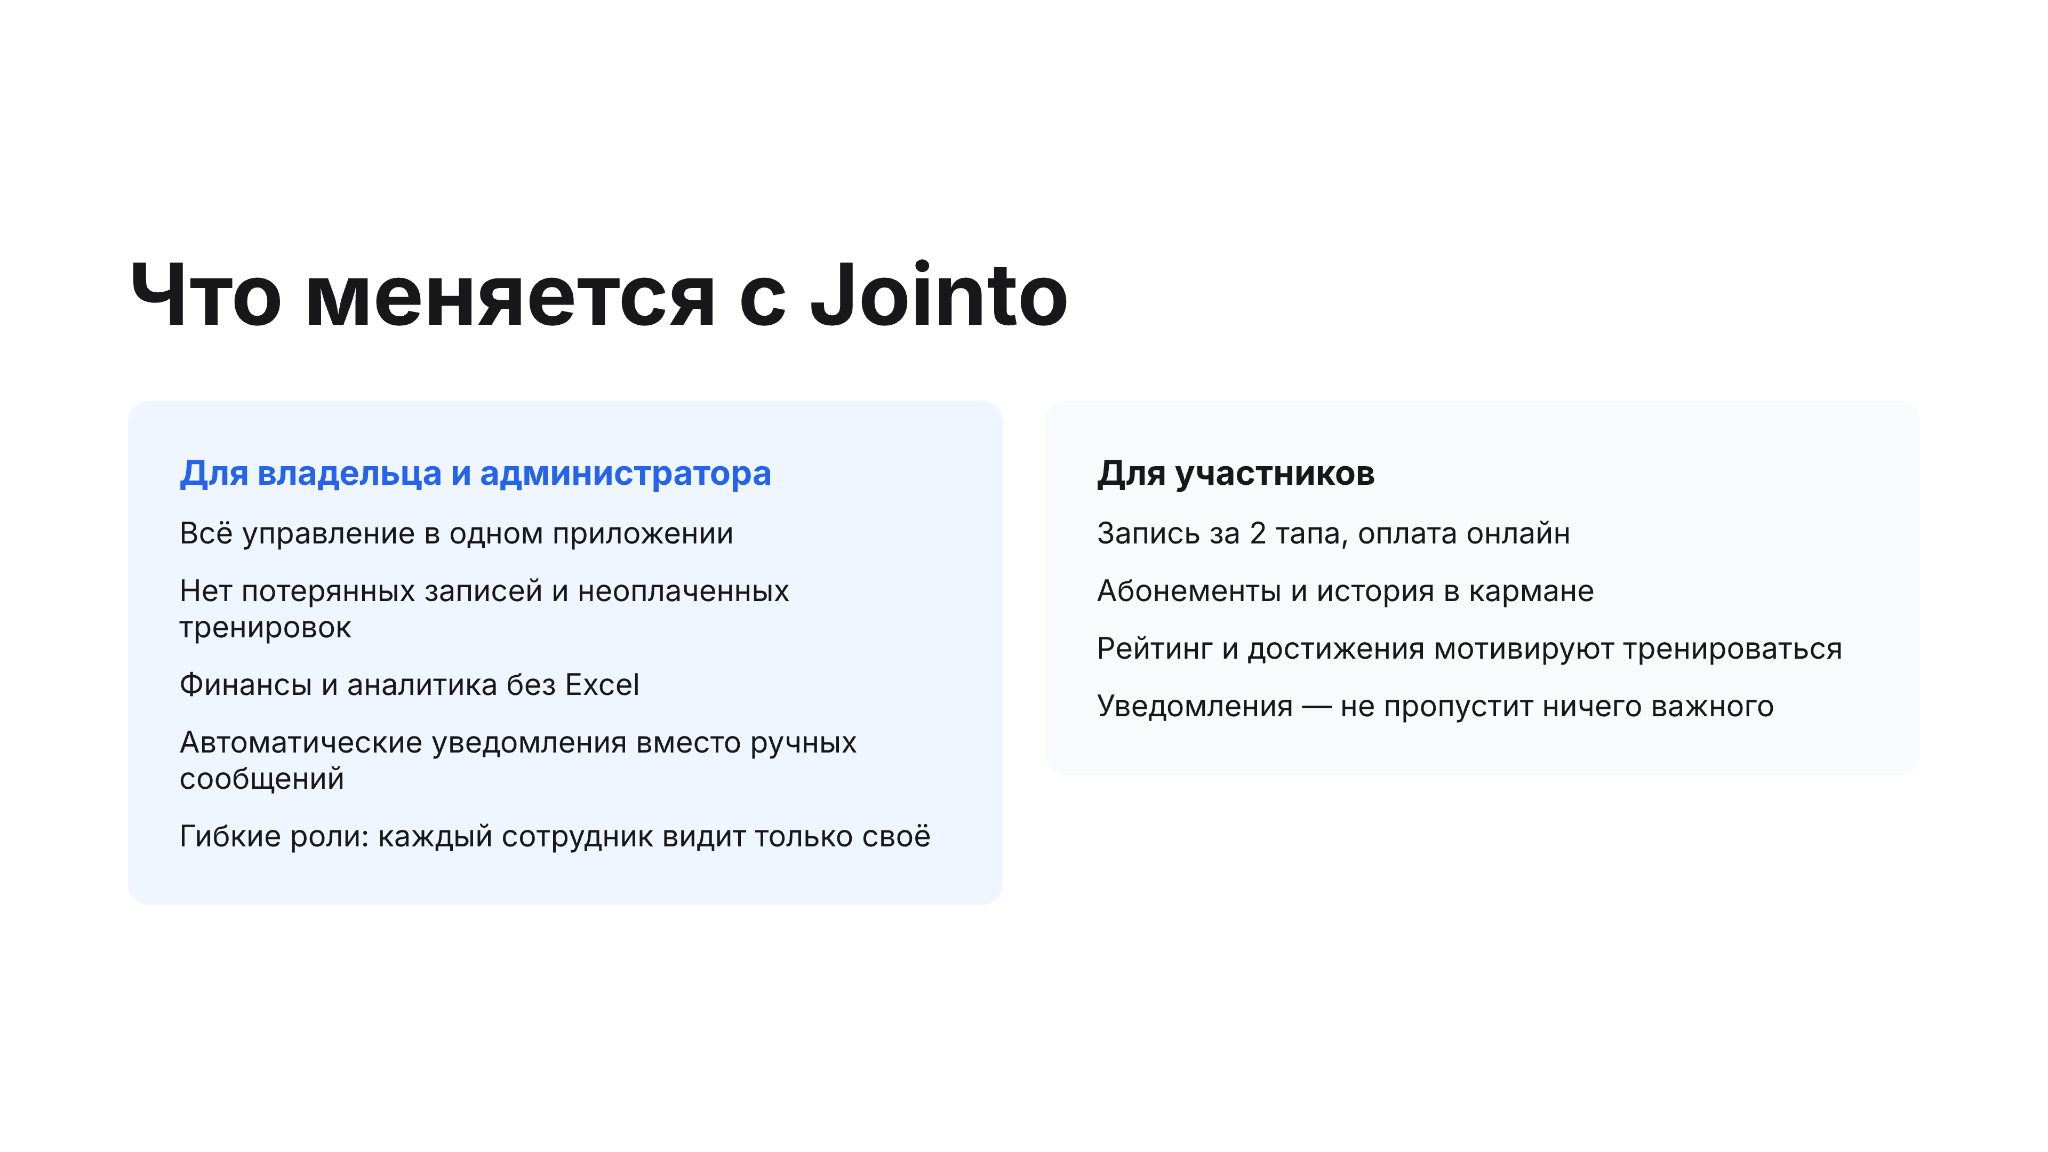 Что меняется с Jointo
Для владельца и администратора
Всё управление в одном приложении
Нет потерянных записей и неоплаченных
тренировок
Финансы и аналитика без Excel
Автоматические уведомления вместо ручных
сообщений
Гибкие роли: каждый сотрудник видит только своё
Для участников
Запись за 2 тапа, оплата онлайн
Абонементы и история в кармане
Рейтинг и достижения мотивируют тренироваться
Уведомления — не пропустит ничего важного